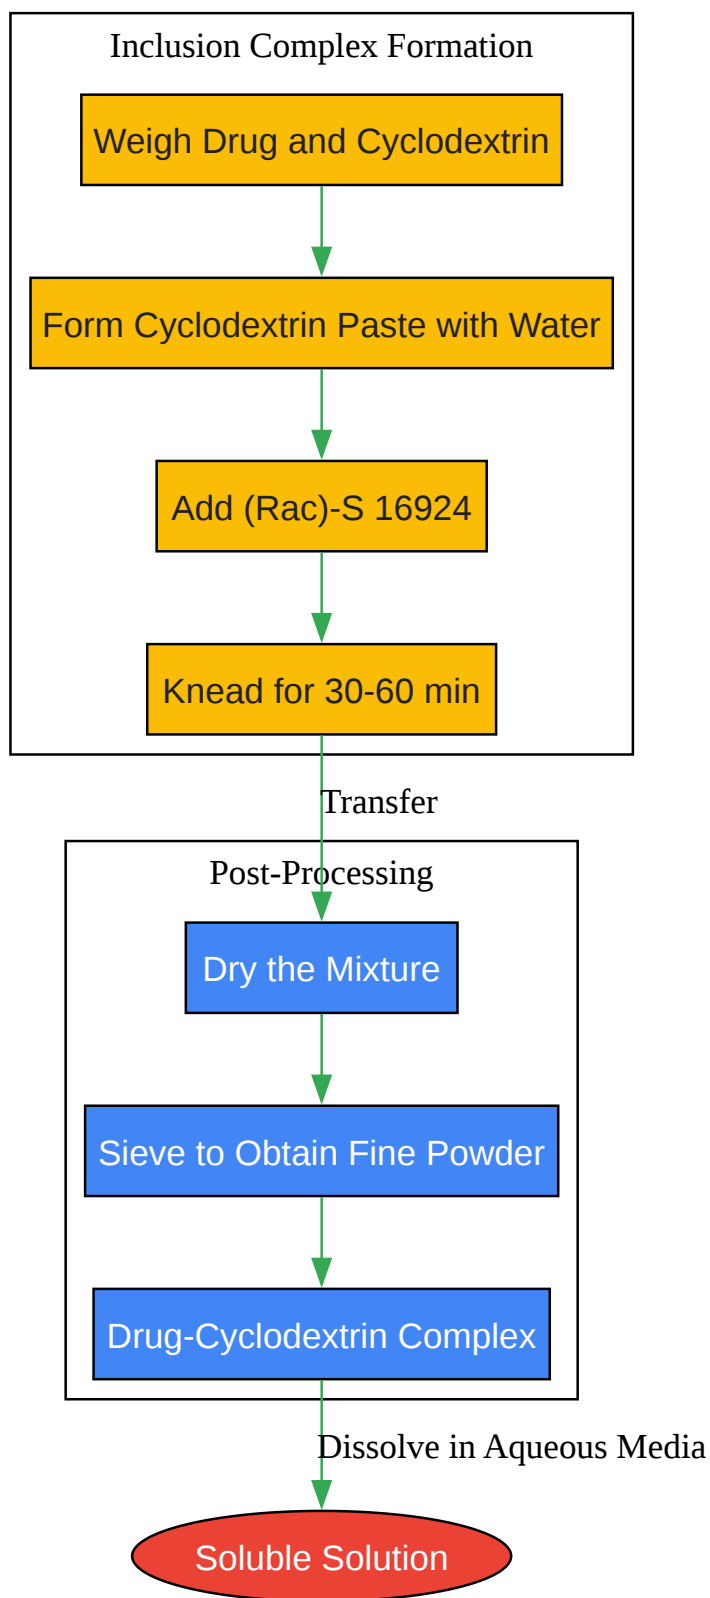 Inclusion Complex Formation
Weigh Drug and Cyclodextrin
Form Cyclodextrin Paste with Water
Add (Rac)-S 16924
Knead for 30-60 min
Transfer
Post-Processing
Dry the Mixture
Sieve to Obtain Fine Powder
Drug-Cyclodextrin Complex
Dissolve in Aqueous Media
Soluble Solution